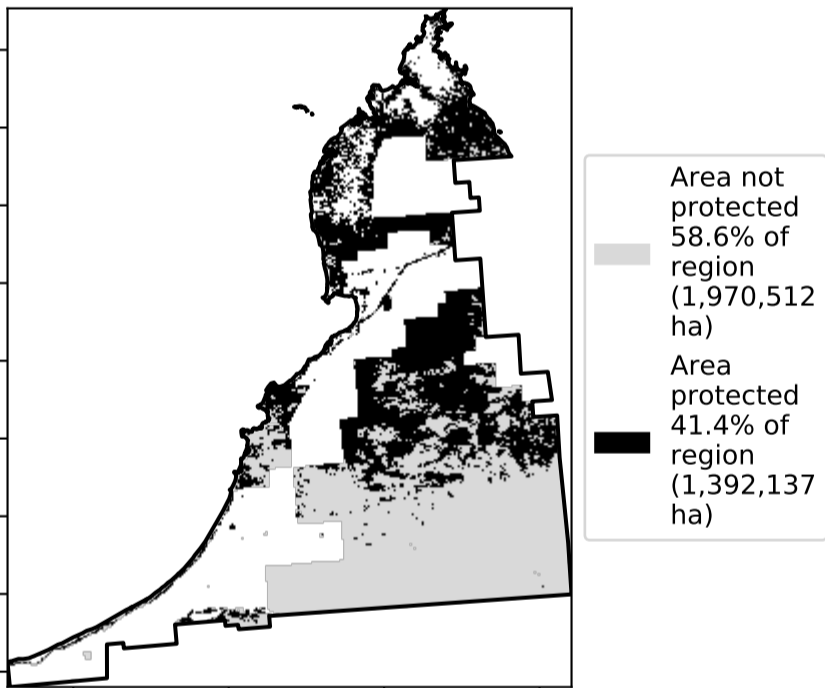 Area not
protected
58.6% of
region
(1,970,512
ha)
Area
protected
41.4% of
region
(1,392,137
ha)